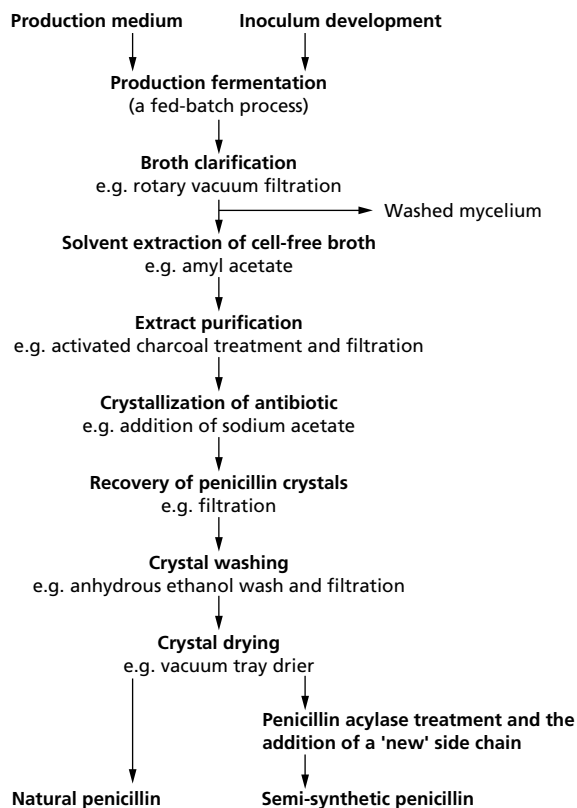 Production medium
Inoculum development
Production fermentation
(a fed-batch process)
Broth clarification
e.g. rotary vacuum filtration
Washed mycelium
Solvent extraction of cell-free broth
e.g. amyl acetate
Extract purification
e.g. activated charcoal treatment and filtration
Crystallization of antibiotic
e.g. addition of sodium acetate
Recovery of penicillin crystals
e.g. filtration
Crystal washing
e.g. anhydrous ethanol wash and filtration
Crystal drying
e.g. vacuum tray drier
Penicillin acylase treatment and the
addition of a 'new' side chain
Natural penicillin
Semi-synthetic penicillin